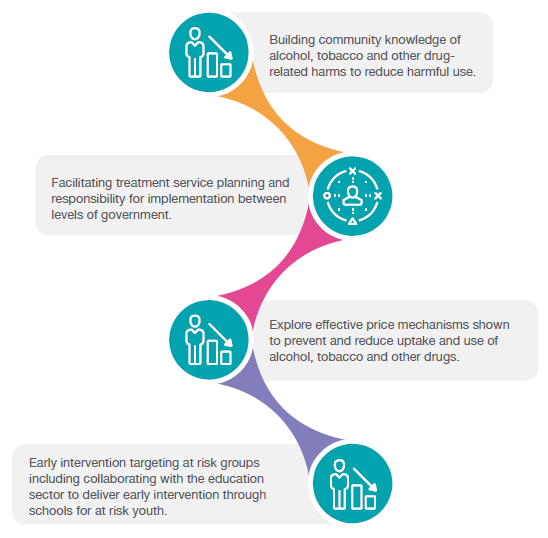 Building community knowledge of
alcohol, tobacco and other drug-
related harms to reduce harmful use.
Facilitating treatment service planning and
responsibility for implementation between
levels of government.
Explore effective price mechanisms shown
to prevent and reduce uptake and use of
alcohol, tobacco and other drugs.
Early intervention targeting at risk groups
including collaborating with the education
sector to deliver early intervention through
schools for at risk youth.